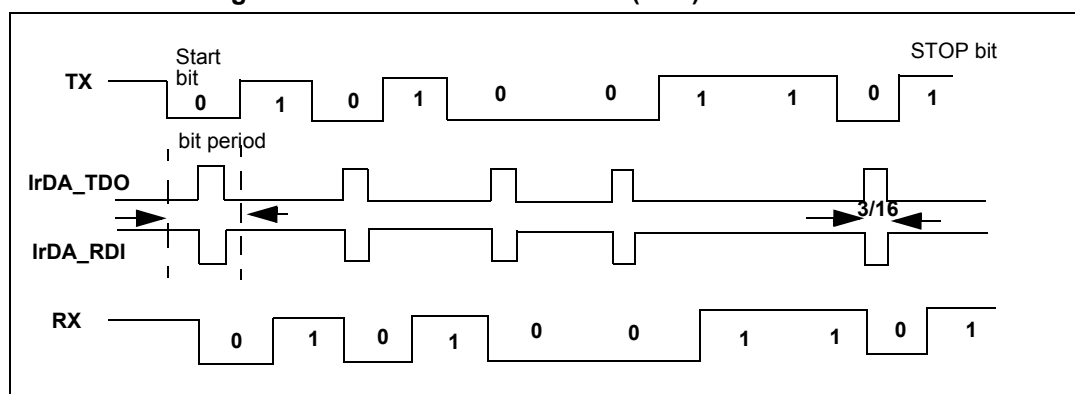 Start
bit
STOP bit
TX
0 1 0 1 0 0 1 1 0 1
bit period
IrDA_TDO
3/16
IrDA_RDI
RX
0 1 0 1 0 0 1 1 0 1